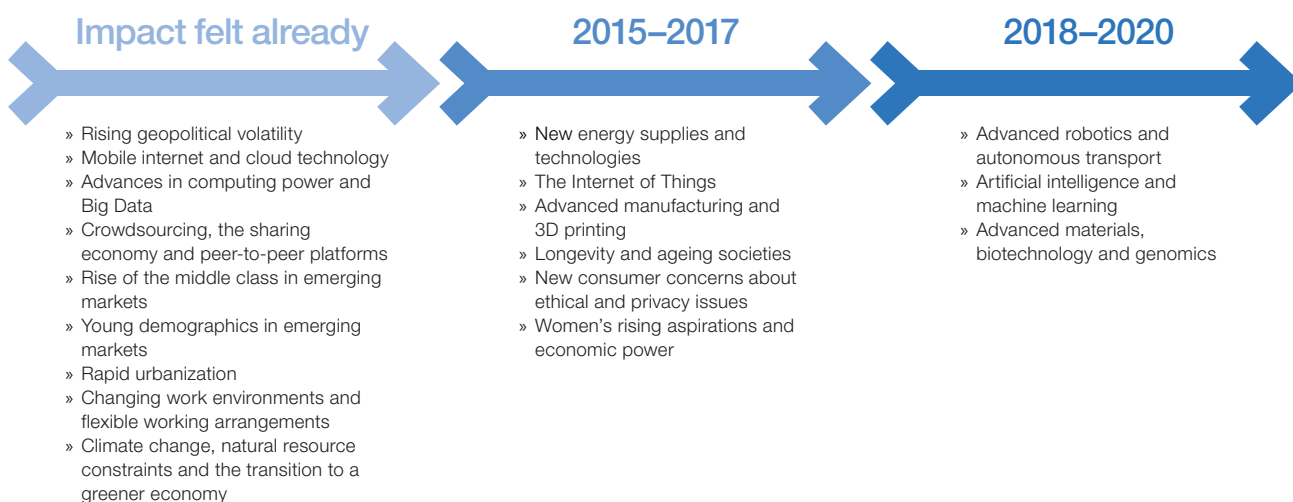 Impact felt already
» Rising geopolitical volatility
» Mobile internet and cloud technology
» Advances in computing power and
Big Data
» Crowdsourcing, the sharing
economy and peer-to-peer platforms
» Rise of the middle class in emerging
markets
» Young demographics in emerging
markets
» Rapid urbanization
» Changing work environments and
flexible working arrangements
» Climate change, natural resource
constraints and the transition to a
greener economy
2015–2017
» New energy supplies and
technologies
» The Internet of Things
» Advanced manufacturing and
3D printing
» Longevity and ageing societies
» New consumer concerns about
ethical and privacy issues
» Women’s rising aspirations and
economic power
2018–2020
» Advanced robotics and
autonomous transport
» Artificial intelligence and
machine learning
» Advanced materials,
biotechnology and genomics